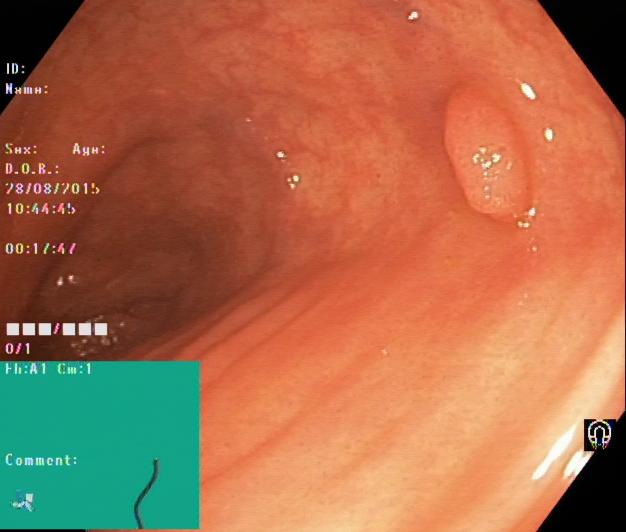 ID:
Name:
Sex: Age:
D.O.B.:
28/08/2015
10:44:45
00:17:47
■■■/■■■
0/1
Eh:A1 Cm:1
Comment: